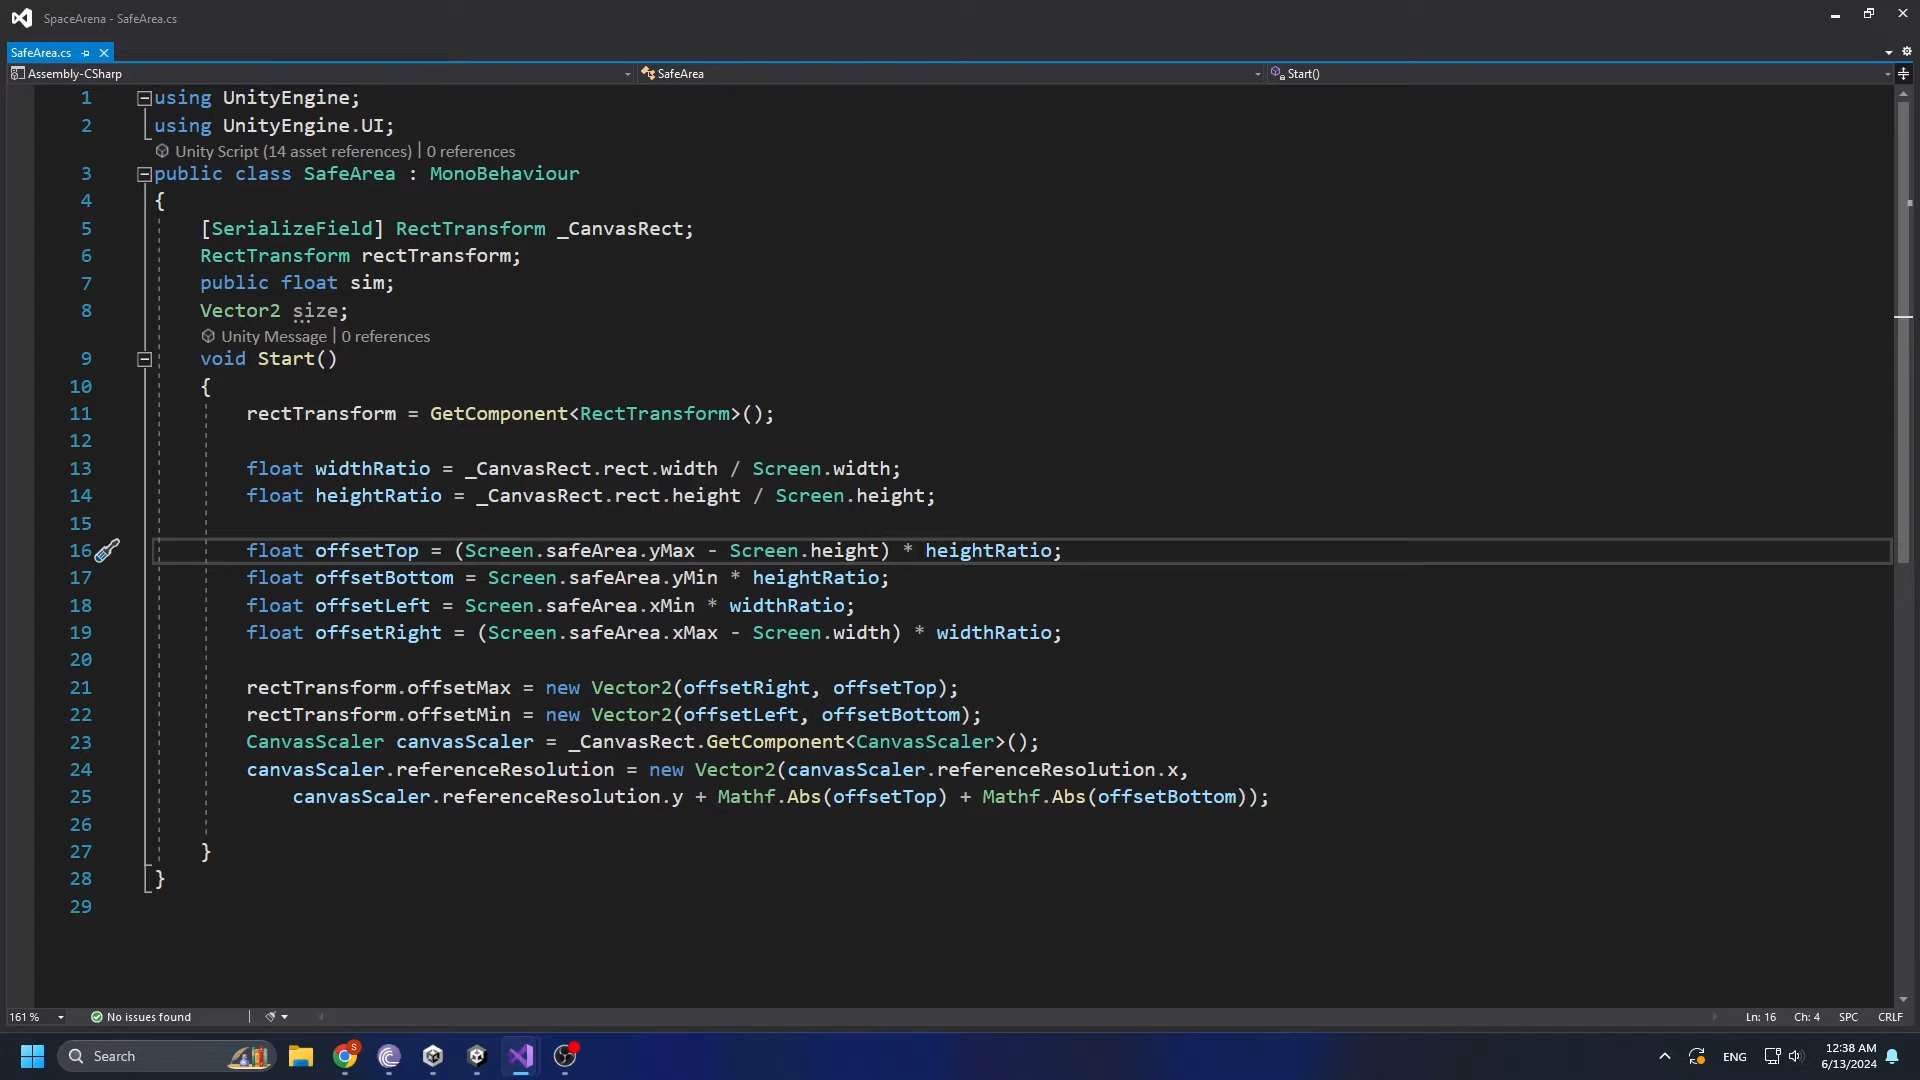 SpaceArena - SafeArea.cs
SafeArea.cs
Assembly-CSharp
SafeArea
Start()
1 using UnityEngine;
2 using UnityEngine.UI;
Unity Script (14 asset references) | 0 references
3 public class SafeArea : MonoBehaviour
4 {
5 [SerializeField] RectTransform _CanvasRect;
6 RectTransform rectTransform;
7 public float sim;
8 Vector2 size;
Unity Message | 0 references
9 void Start()
10 {
11 rectTransform = GetComponent<RectTransform>();
12
13 float widthRatio = _CanvasRect.rect.width / Screen.width;
14 float heightRatio = _CanvasRect.rect.height / Screen.height;
15
16 float offsetTop = (Screen.safeArea.yMax - Screen.height) * heightRatio;
17 float offsetBottom = Screen.safeArea.yMin * heightRatio;
18 float offsetLeft = Screen.safeArea.xMin * widthRatio;
19 float offsetRight = (Screen.safeArea.xMax - Screen.width) * widthRatio;
20
21 rectTransform.offsetMax = new Vector2(offsetRight, offsetTop);
22 rectTransform.offsetMin = new Vector2(offsetLeft, offsetBottom);
23 CanvasScaler canvasScaler = _CanvasRect.GetComponent<CanvasScaler>();
24 canvasScaler.referenceResolution = new Vector2(canvasScaler.referenceResolution.x,
25 canvasScaler.referenceResolution.y + Mathf.Abs(offsetTop) + Mathf.Abs(offsetBottom));
26
27 }
28 }
29
161 % No issues found Ln: 16 Ch: 4 SPC CRLF
Search S ENG 12:38 AM
6/13/2024